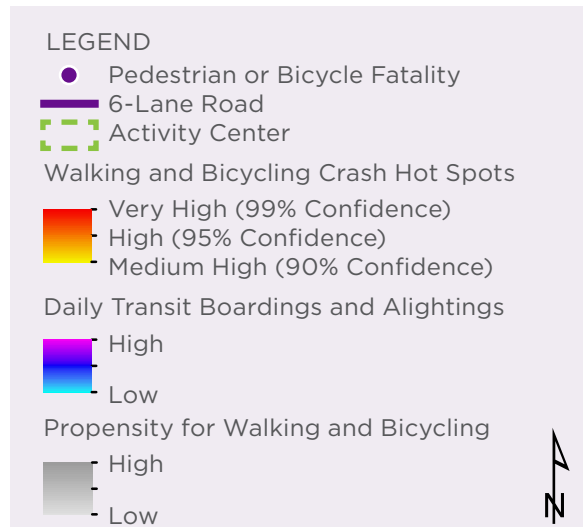 LEGEND
Pedestrian or Bicycle Fatality
6-Lane Road
Activity Center
Walking and Bicycling Crash Hot Spots
Very High (99% Confidence)
High (95% Confidence)
Medium High (90% Confidence)
Daily Transit Boardings and Alightings
High
Low
Propensity for Walking and Bicycling
High
Low
N